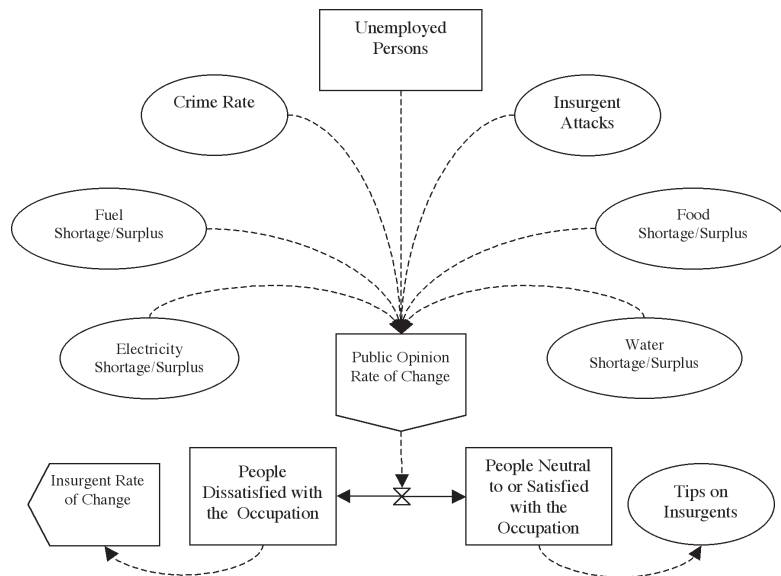 Unemployed
Persons
Crime Rate
Insurgent
Attacks
Fuel
Shortage/Surplus
Food
Shortage/Surplus
Electricity
Shortage/Surplus
Public Opinion
Rate of Change
Water
Shortage/Surplus
Insurgent Rate
of Change
People
Dissatisfied with
the Occupation
People Neutral
to or Satisfied
with the
Occupation
Tips on
Insurgents